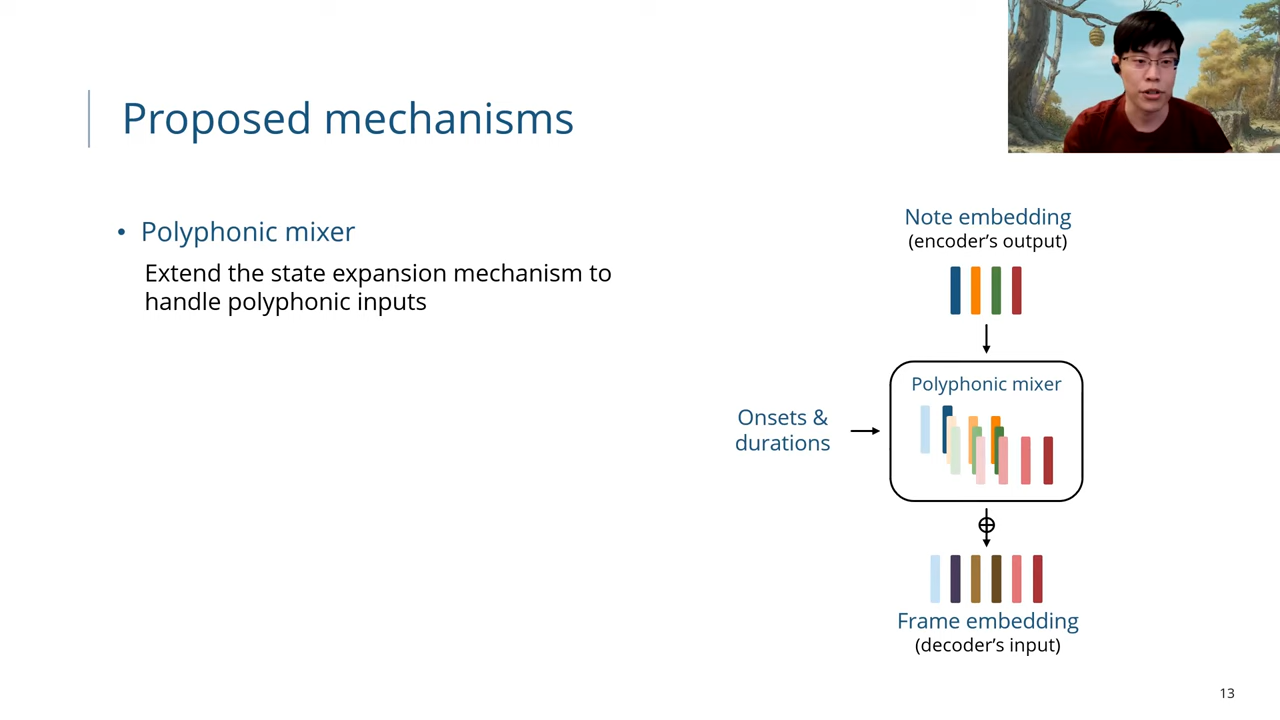 Proposed mechanisms
• Polyphonic mixer
Extend the state expansion mechanism to
handle polyphonic inputs
Note embedding
(encoder's output)
Polyphonic mixer
Onsets &
durations
Frame embedding
(decoder's input)
13